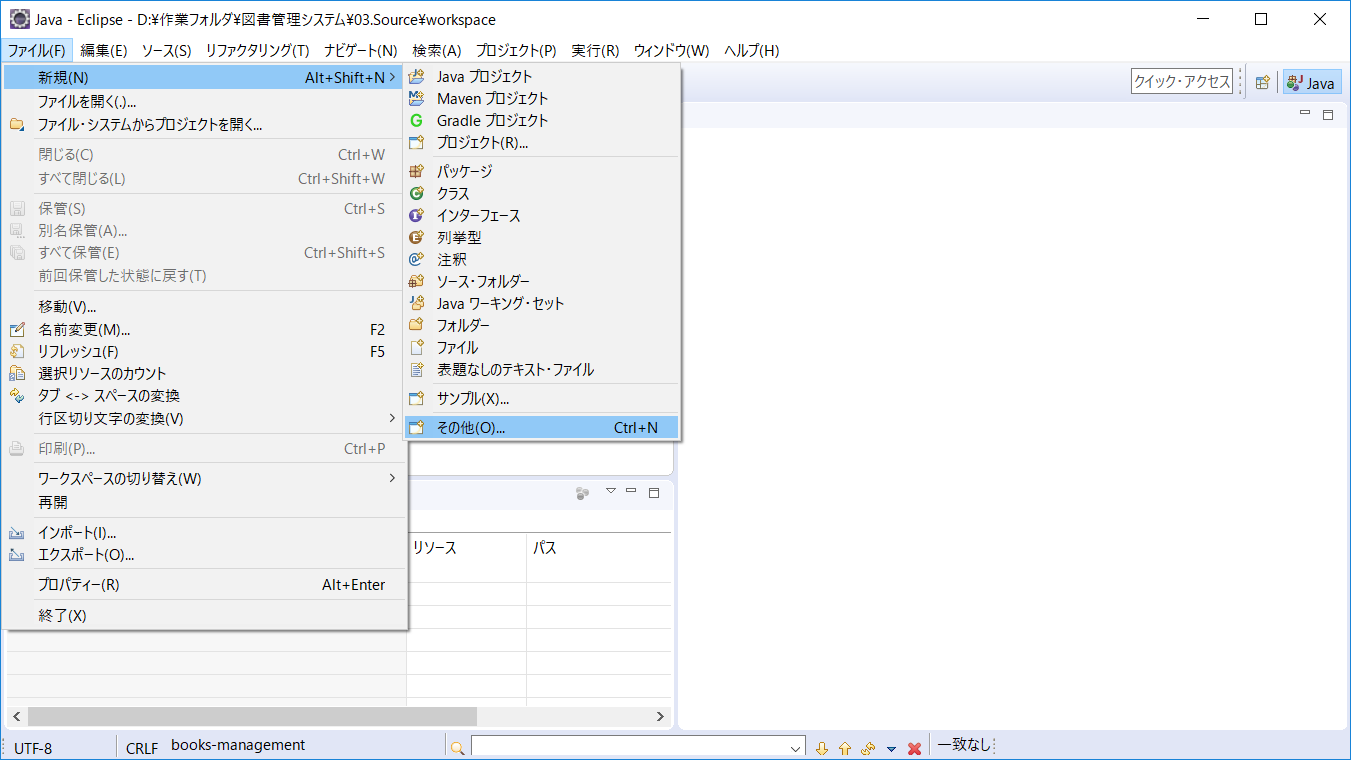 Java - Eclipse - D:¥作業フォルダ¥図書管理システム¥03.Source¥workspace
ファイル(F) 編集(E) ソース(S) リファクタリング(T) ナビゲート(N) 検索(A) プロジェクト(P) 実行(R) ウィンドウ(W) ヘルプ(H)
クイック・アクセス Java
新規(N) Alt+Shift+N
ファイルを開く(.)...
ファイル・システムからプロジェクトを開く...
閉じる(C) Ctrl+W
すべて閉じる(L) Ctrl+Shift+W
保管(S) Ctrl+S
別名保管(A)...
すべて保管(E) Ctrl+Shift+S
前回保管した状態に戻す(T)
移動(V)...
名前変更(M)... F2
リフレッシュ(F) F5
選択リソースのカウント
タブ <-> スペースの変換
行区切り文字の変換(V)
印刷(P)... Ctrl+P
ワークスペースの切り替え(W)
再開
インポート(I)...
エクスポート(O)...
プロパティー(R) Alt+Enter
終了(X)
Java プロジェクト
Maven プロジェクト
Gradle プロジェクト
プロジェクト(R)...
パッケージ
クラス
インターフェース
列挙型
注釈
ソース・フォルダー
Java ワーキング・セット
フォルダー
ファイル
表題なしのテキスト・ファイル
サンプル(X)...
その他(O)... Ctrl+N
リソース パス
UTF-8 CRLF books-management 一致なし